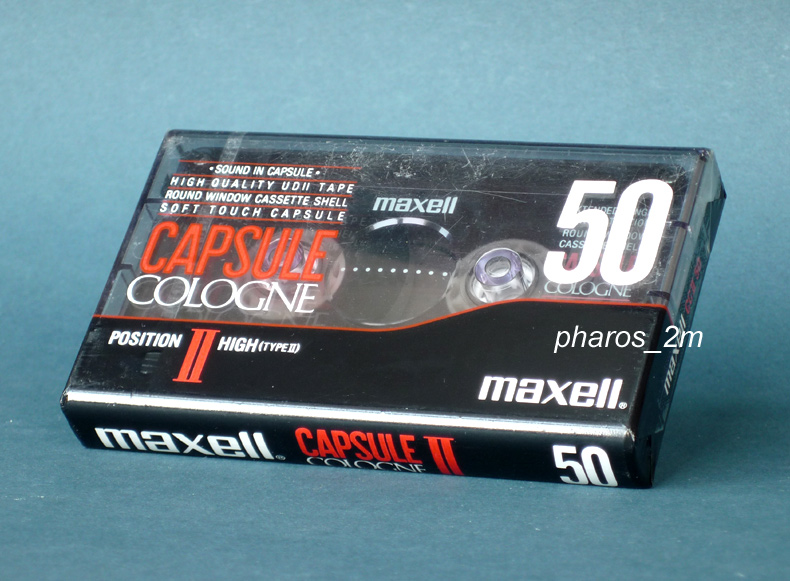 • SOUND IN CAPSULE •
HIGH QUALITY UDII TAPE
ROUND WINDOW CASSETTE SHELL
SOFT TOUCH CAPSULE
CAPSULE
COLOGNE
maxell
50
COLOGNE
POSITION II HIGH (TYPE II)
pharos_2m
maxell®
maxell
maxell® CAPSULE II 50
COLOGNE